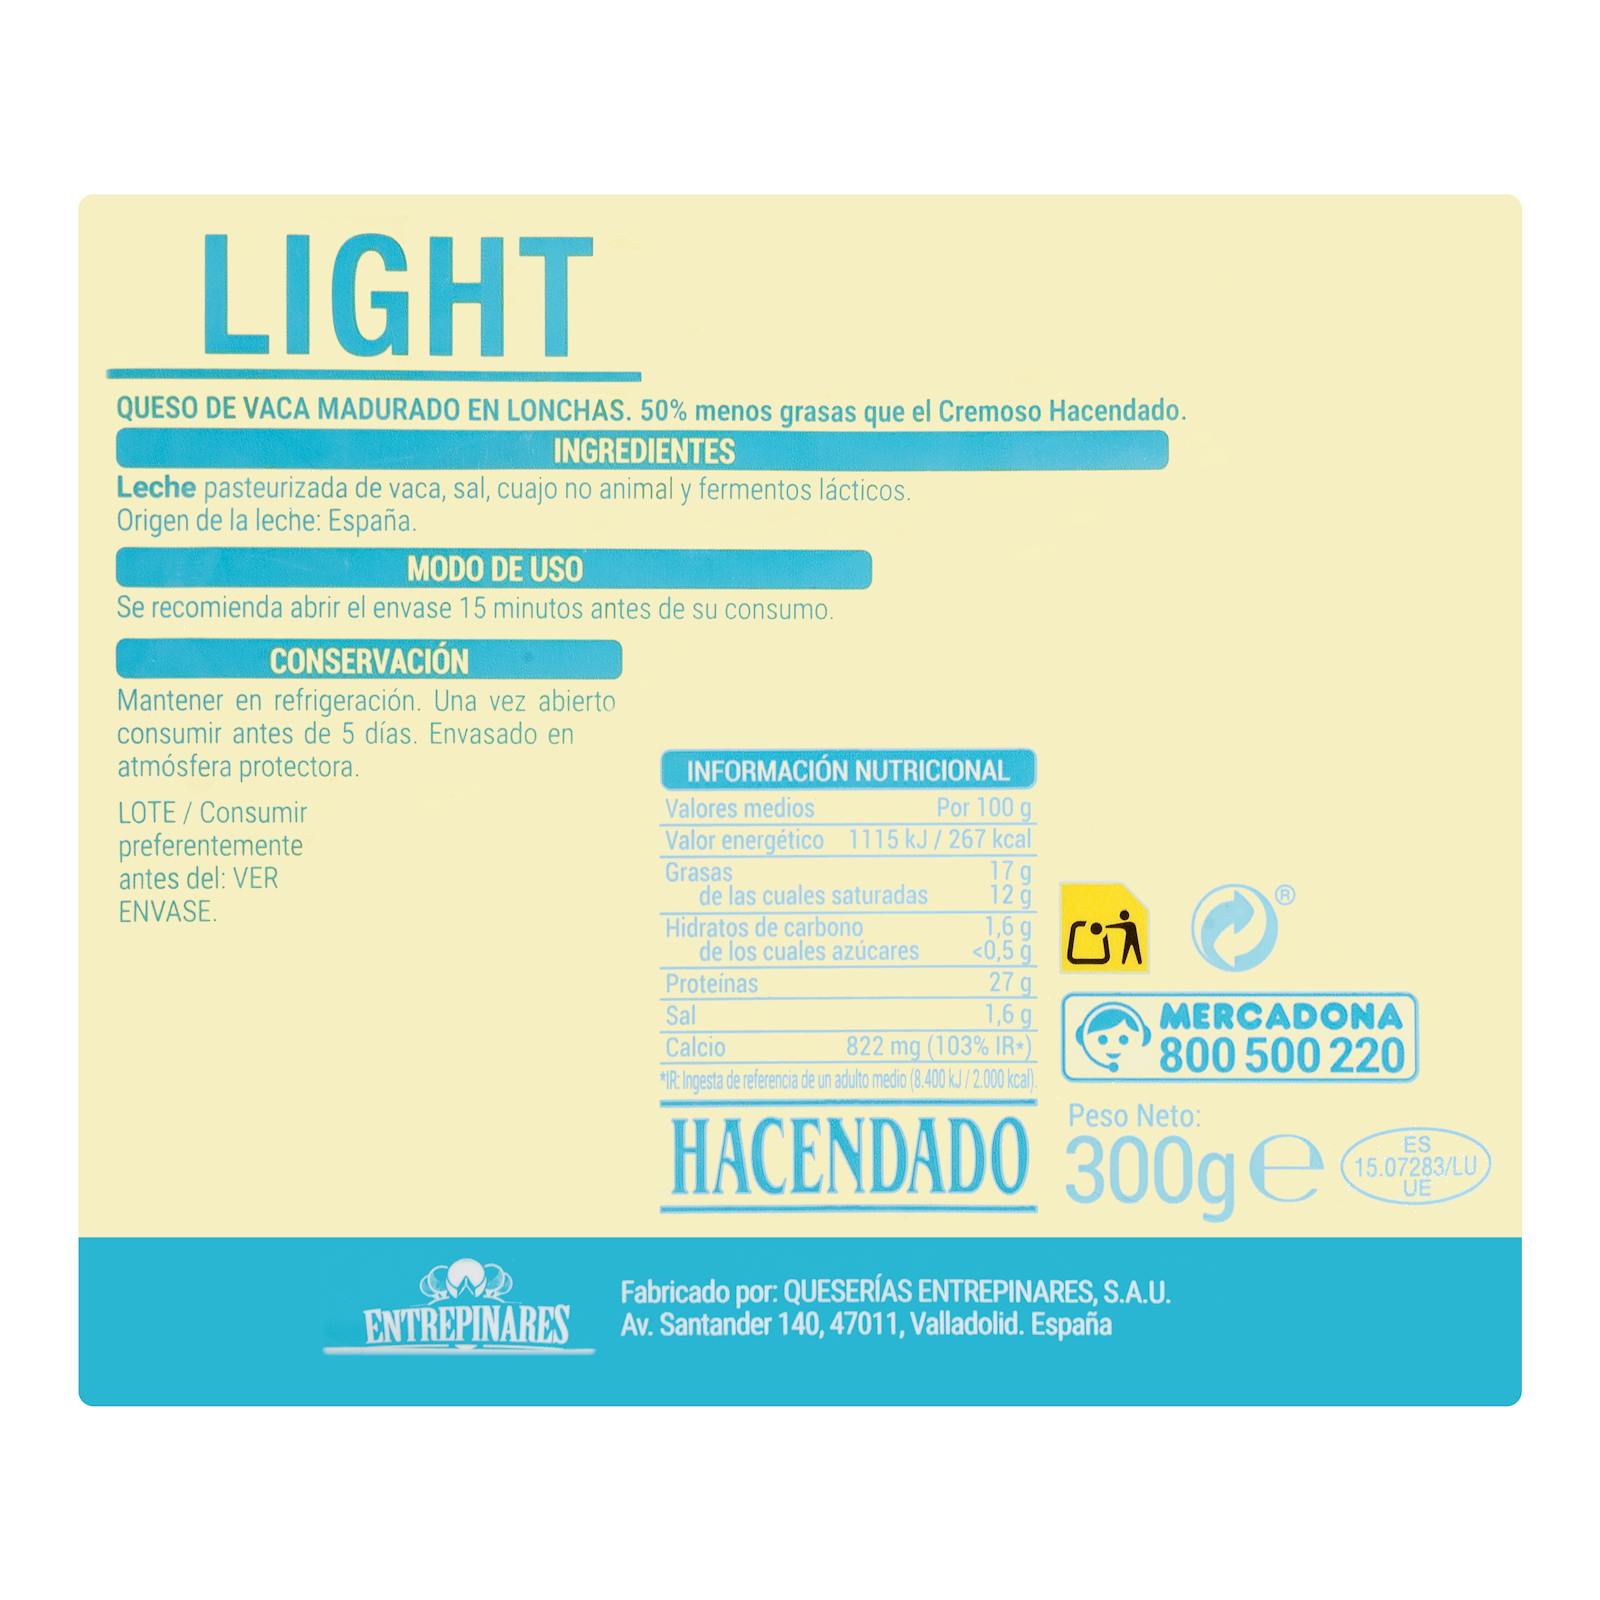 LIGHT
QUESO DE VACA MADURADO EN LONCHAS. 50% menos grasas que el Cremoso Hacendado.
INGREDIENTES
Leche pasteurizada de vaca, sal, cuajo no animal y fermentos lácticos.
Origen de la leche: España.
MODO DE USO
Se recomienda abrir el envase 15 minutos antes de su consumo.
CONSERVACIÓN
Mantener en refrigeración. Una vez abierto
consumir antes de 5 días. Envasado en
atmósfera protectora.
LOTE / Consumir
preferentemente
antes del: VER
ENVASE.
INFORMACIÓN NUTRICIONAL
Valores medios Por 100 g
Valor energético 1115 kJ / 267 kcal
Grasas 17 g
de las cuales saturadas 12 g
Hidratos de carbono 1,6 g
de los cuales azúcares <0,5 g
Proteínas 27 g
Sal 1,6 g
Calcio 822 mg (103% IR*)
*IR: Ingesta de referencia de un adulto medio (8.400 kJ / 2.000 kcal).
HACENDADO
®
MERCADONA
800 500 220
Peso Neto:
300g e
ES
15.07283/LU
UE
ENTREPINARES
Fabricado por: QUESERÍAS ENTREPINARES, S.A.U.
Av. Santander 140, 47011, Valladolid. España